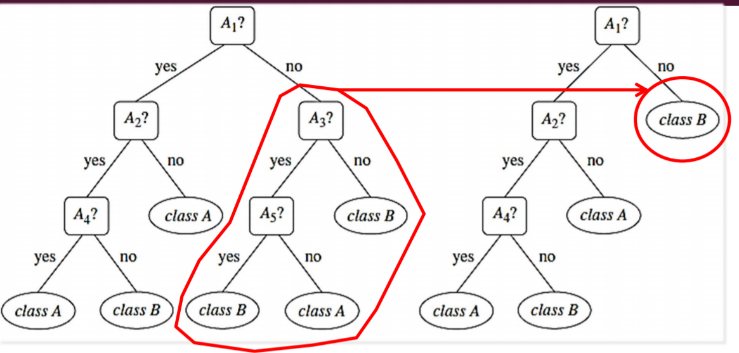 A1? A1?
yes no yes no
A2? A3? A2? class B
yes no yes no yes no
A4? class A A5? class B A4? class A
yes no yes no yes no
class A class B class B class A class A class B